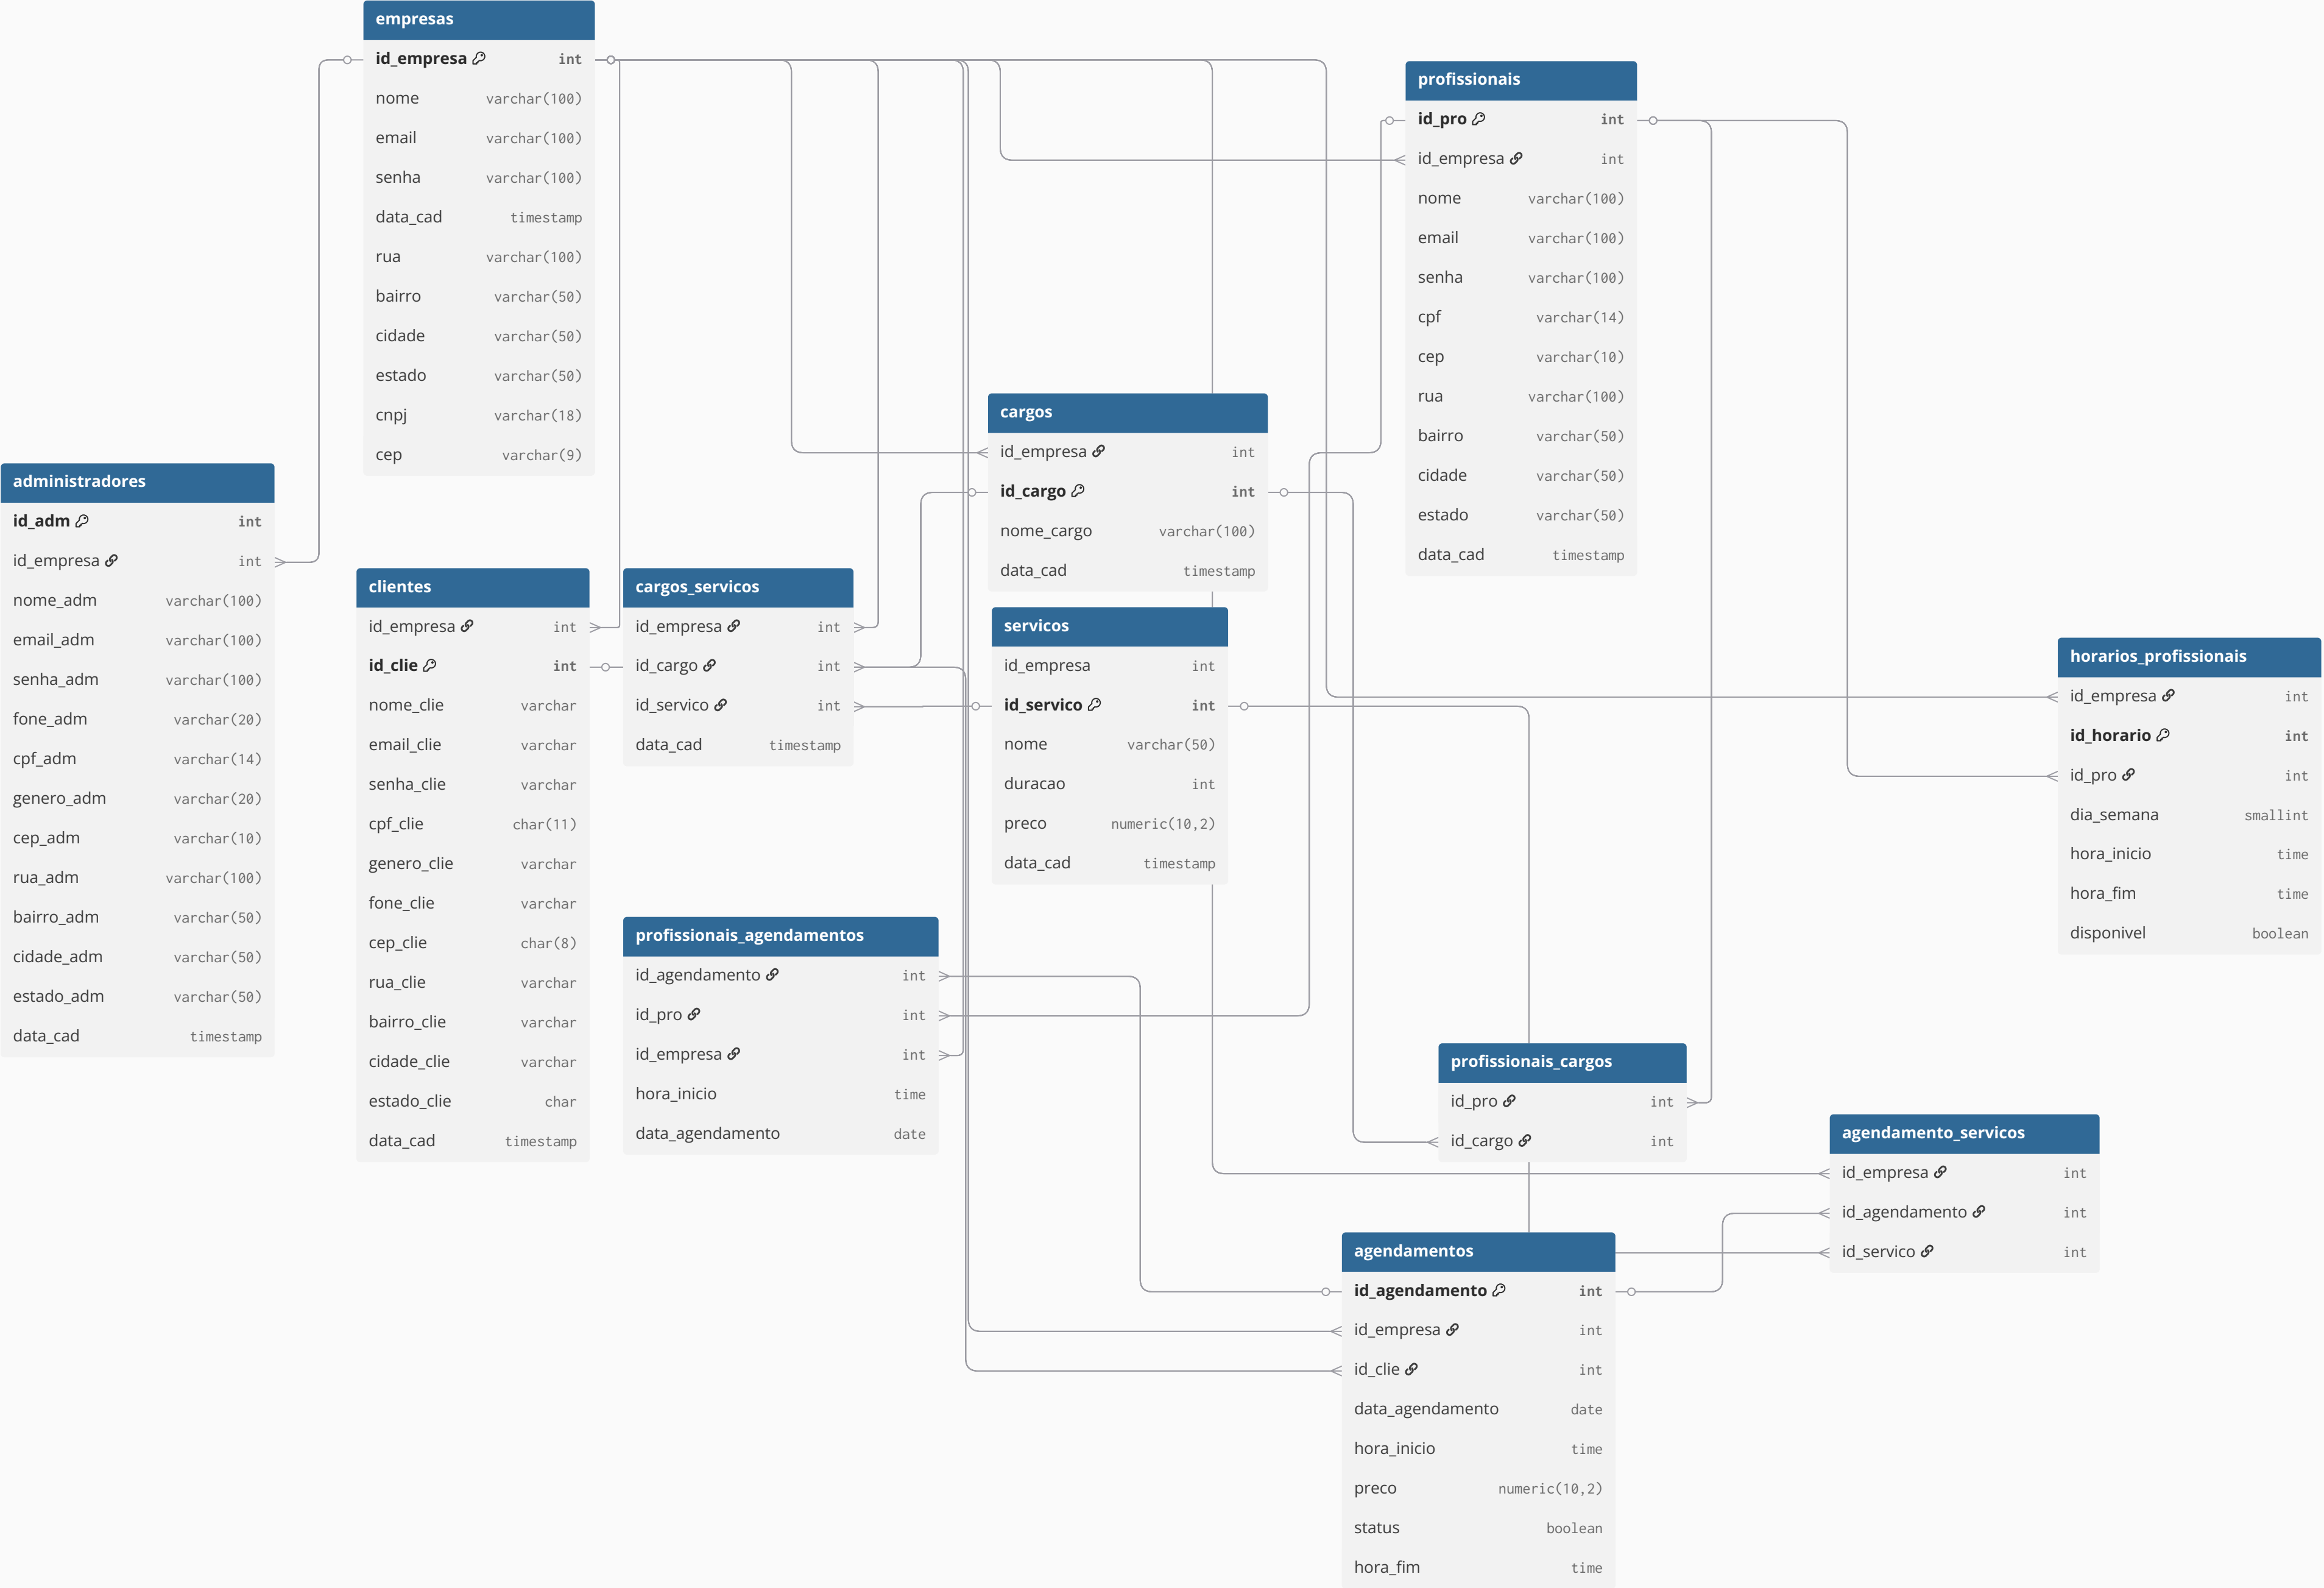 empresas
id_empresa int
nome varchar(100)
email varchar(100)
senha varchar(100)
data_cad timestamp
rua varchar(100)
bairro varchar(50)
cidade varchar(50)
estado varchar(50)
cnpj varchar(18)
cep varchar(9)
profissionais
id_pro int
id_empresa int
nome varchar(100)
email varchar(100)
senha varchar(100)
cpf varchar(14)
cep varchar(10)
rua varchar(100)
bairro varchar(50)
cidade varchar(50)
estado varchar(50)
data_cad timestamp
cargos
id_empresa int
id_cargo int
nome_cargo varchar(100)
data_cad timestamp
administradores
id_adm int
id_empresa int
nome_adm varchar(100)
email_adm varchar(100)
senha_adm varchar(100)
fone_adm varchar(20)
cpf_adm varchar(14)
genero_adm varchar(20)
cep_adm varchar(10)
rua_adm varchar(100)
bairro_adm varchar(50)
cidade_adm varchar(50)
estado_adm varchar(50)
data_cad timestamp
clientes
id_empresa int
id_clie int
nome_clie varchar
email_clie varchar
senha_clie varchar
cpf_clie char(11)
genero_clie varchar
fone_clie varchar
cep_clie char(8)
rua_clie varchar
bairro_clie varchar
cidade_clie varchar
estado_clie char
data_cad timestamp
cargos_servicos
id_empresa int
id_cargo int
id_servico int
data_cad timestamp
servicos
id_empresa int
id_servico int
nome varchar(50)
duracao int
preco numeric(10,2)
data_cad timestamp
horarios_profissionais
id_empresa int
id_horario int
id_pro int
dia_semana smallint
hora_inicio time
hora_fim time
disponivel boolean
profissionais_agendamentos
id_agendamento int
id_pro int
id_empresa int
hora_inicio time
data_agendamento date
profissionais_cargos
id_pro int
id_cargo int
agendamento_servicos
id_empresa int
id_agendamento int
id_servico int
agendamentos
id_agendamento int
id_empresa int
id_clie int
data_agendamento date
hora_inicio time
preco numeric(10,2)
status boolean
hora_fim time